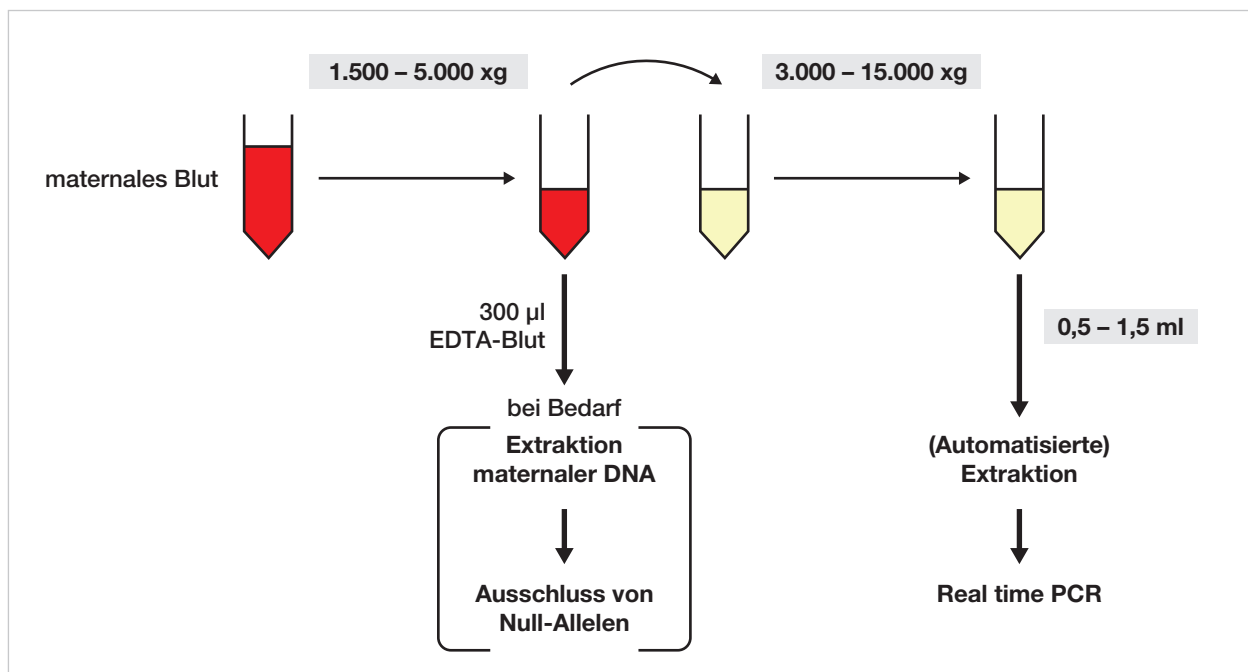 1.500 – 5.000 xg
3.000 – 15.000 xg
maternales Blut
300 µl
EDTA-Blut
0,5 – 1,5 ml
bei Bedarf
Extraktion
maternaler DNA
Ausschluss von
Null-Allelen
(Automatisierte)
Extraktion
Real time PCR